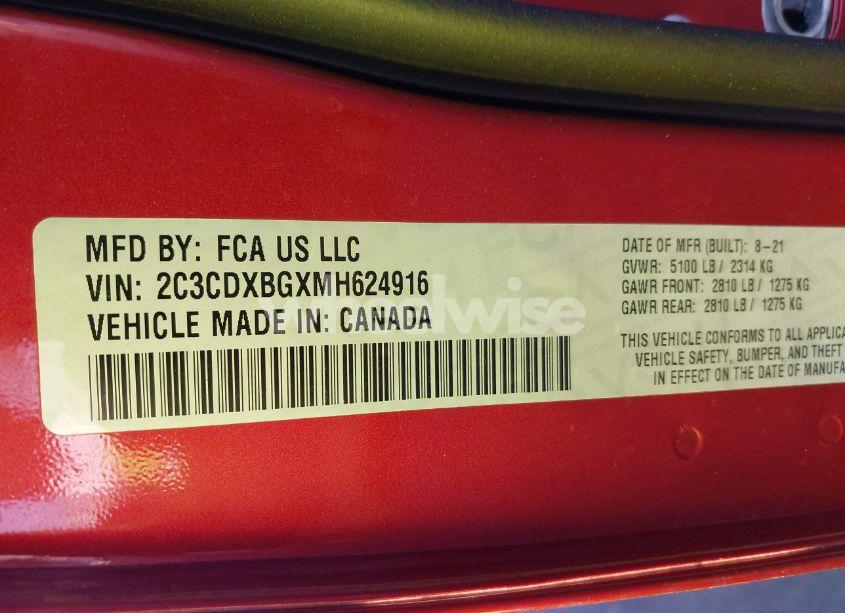 MFD BY: FCA US LLC
VIN: 2C3CDXBGXMH624916
VEHICLE MADE IN: CANADA
DATE OF MFR (BUILT): 8-21
GVWR: 5100 LB / 2314 KG
GAWR FRONT: 2810 LB / 1275 KG
GAWR REAR: 2810 LB / 1275 KG
THIS VEHICLE CONFORMS TO ALL APPLICA
VEHICLE SAFETY, BUMPER, AND THEFT
IN EFFECT ON THE DATE OF MANUFA
Wheelwise